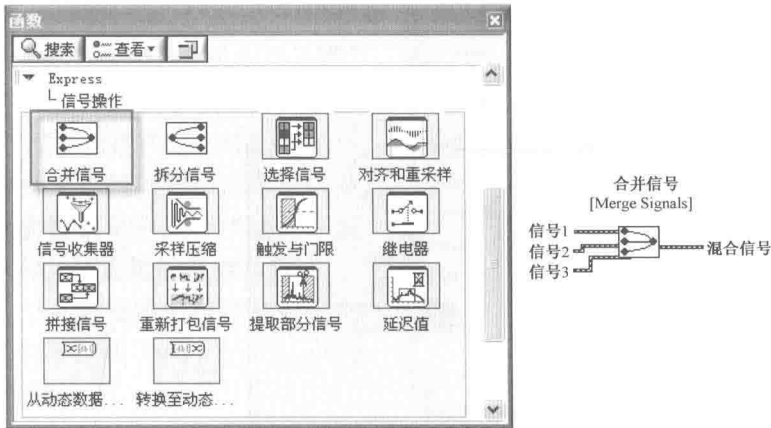 函数
搜索 查看
Express
信号操作
合并信号 拆分信号 选择信号 对齐和重采样
信号收集器 采样压缩 触发与门限 继电器
拼接信号 重新打包信号 提取部分信号 延迟值
从动态数据... 转换至动态...
合并信号
[Merge Signals]
信号1
信号2
信号3
混合信号